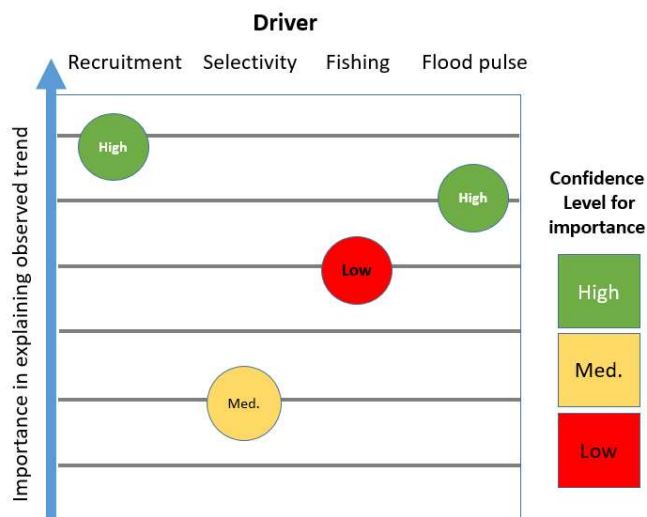 Driver
Recruitment Selectivity Fishing Flood pulse
Importance in explaining observed trend
High
High
Low
Med.
Confidence
Level for
importance
High
Med.
Low